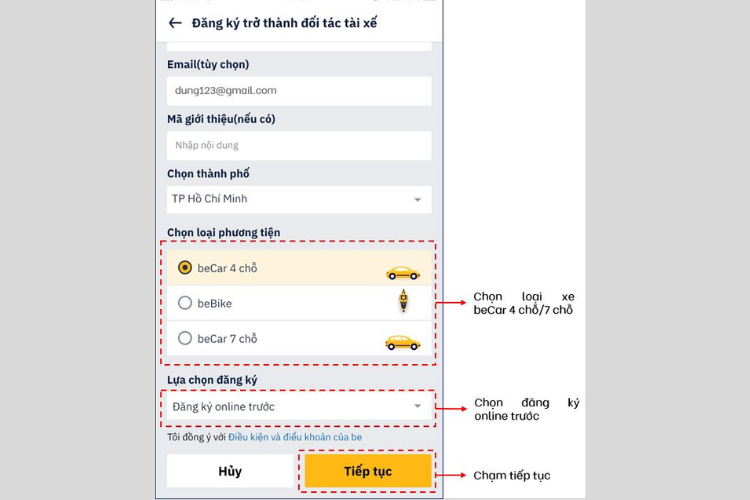 Đăng ký trở thành đối tác tài xế
Email(tùy chọn)
dung123@gmail.com
Mã giới thiệu(nếu có)
Nhập nội dung
Chọn thành phố
TP Hồ Chí Minh
Chọn loại phương tiện
beCar 4 chỗ
beBike
beCar 7 chỗ
Chọn loại xe
beCar 4 chỗ/7 chỗ
Lựa chọn đăng ký
Đăng ký online trước
Chọn đăng ký
online trước
Tôi đồng ý với Điều kiện và điều khoản của be
Hủy
Tiếp tục
Chạm tiếp tục